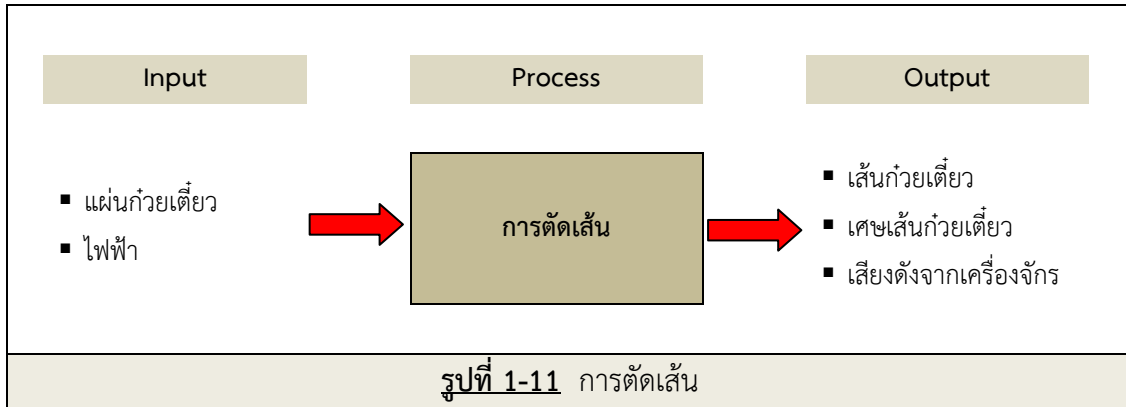 Input
Process
Output
▪ แผ่นก๋วยเตี๋ยว
▪ ไฟฟ้า
การตัดเส้น
▪ เส้นก๋วยเตี๋ยว
▪ เศษเส้นก๋วยเตี๋ยว
▪ เสียงดังจากเครื่องจักร
รูปที่ 1-11 การตัดเส้น